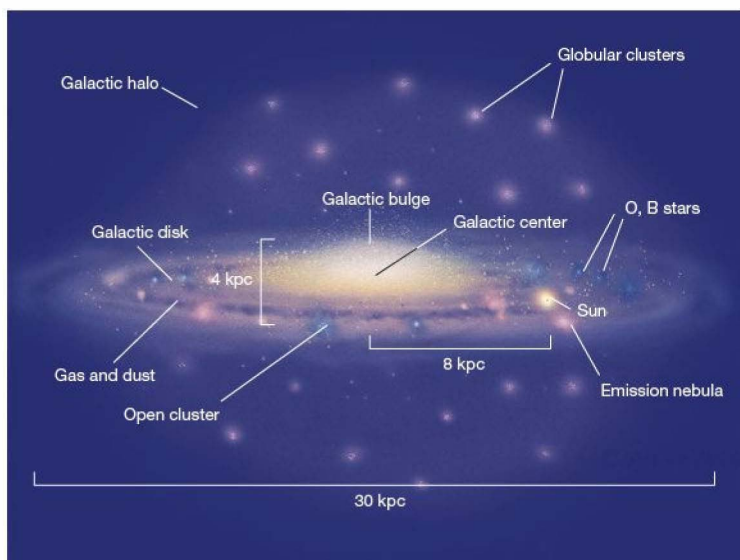 Globular clusters
Galactic halo
Galactic bulge
O, B stars
Galactic center
Galactic disk
4 kpc
Sun
8 kpc
Gas and dust
Emission nebula
Open cluster
30 kpc